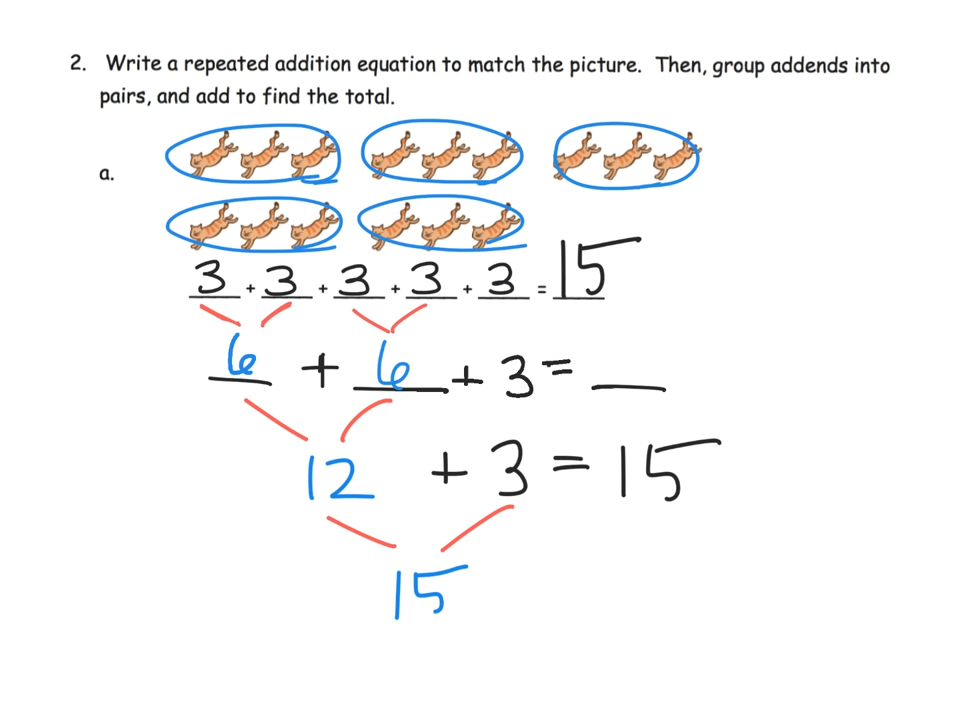 2. Write a repeated addition equation to match the picture. Then, group addends into
pairs, and add to find the total.
a.
3 + 3 + 3 + 3 + 3 = 15
6 + 6 + 3 = ___
12 + 3 = 15
15